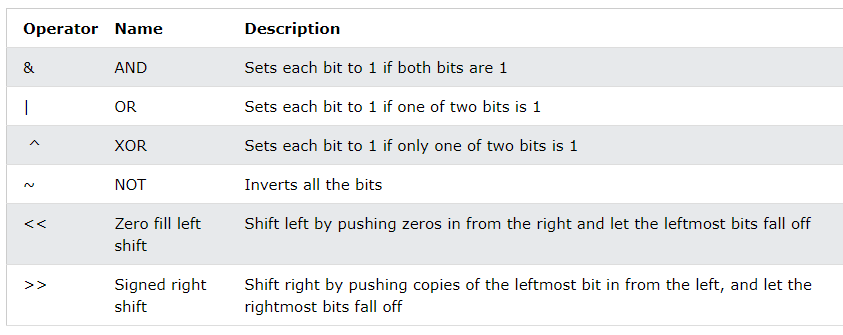 Operator Name Description
& AND Sets each bit to 1 if both bits are 1
| OR Sets each bit to 1 if one of two bits is 1
^ XOR Sets each bit to 1 if only one of two bits is 1
~ NOT Inverts all the bits
<< Zero fill left Shift left by pushing zeros in from the right and let the leftmost bits fall off
shift
>> Signed right Shift right by pushing copies of the leftmost bit in from the left, and let the
shift rightmost bits fall off